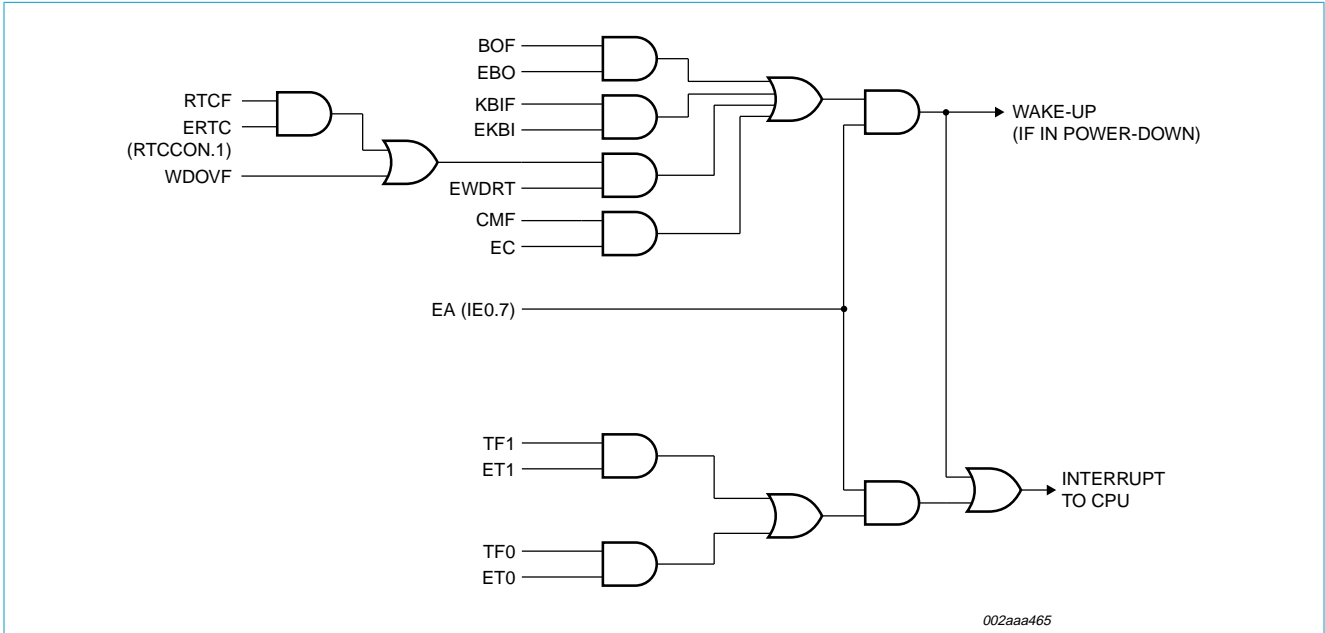 BOF
EBO
RTCF
ERTC
(RTCCON.1)
WDOVF
KBIF
EKBI
EWDRT
CMF
EC
WAKE-UP
(IF IN POWER-DOWN)
EA (IE0.7)
TF1
ET1
TF0
ET0
INTERRUPT
TO CPU
002aaa465